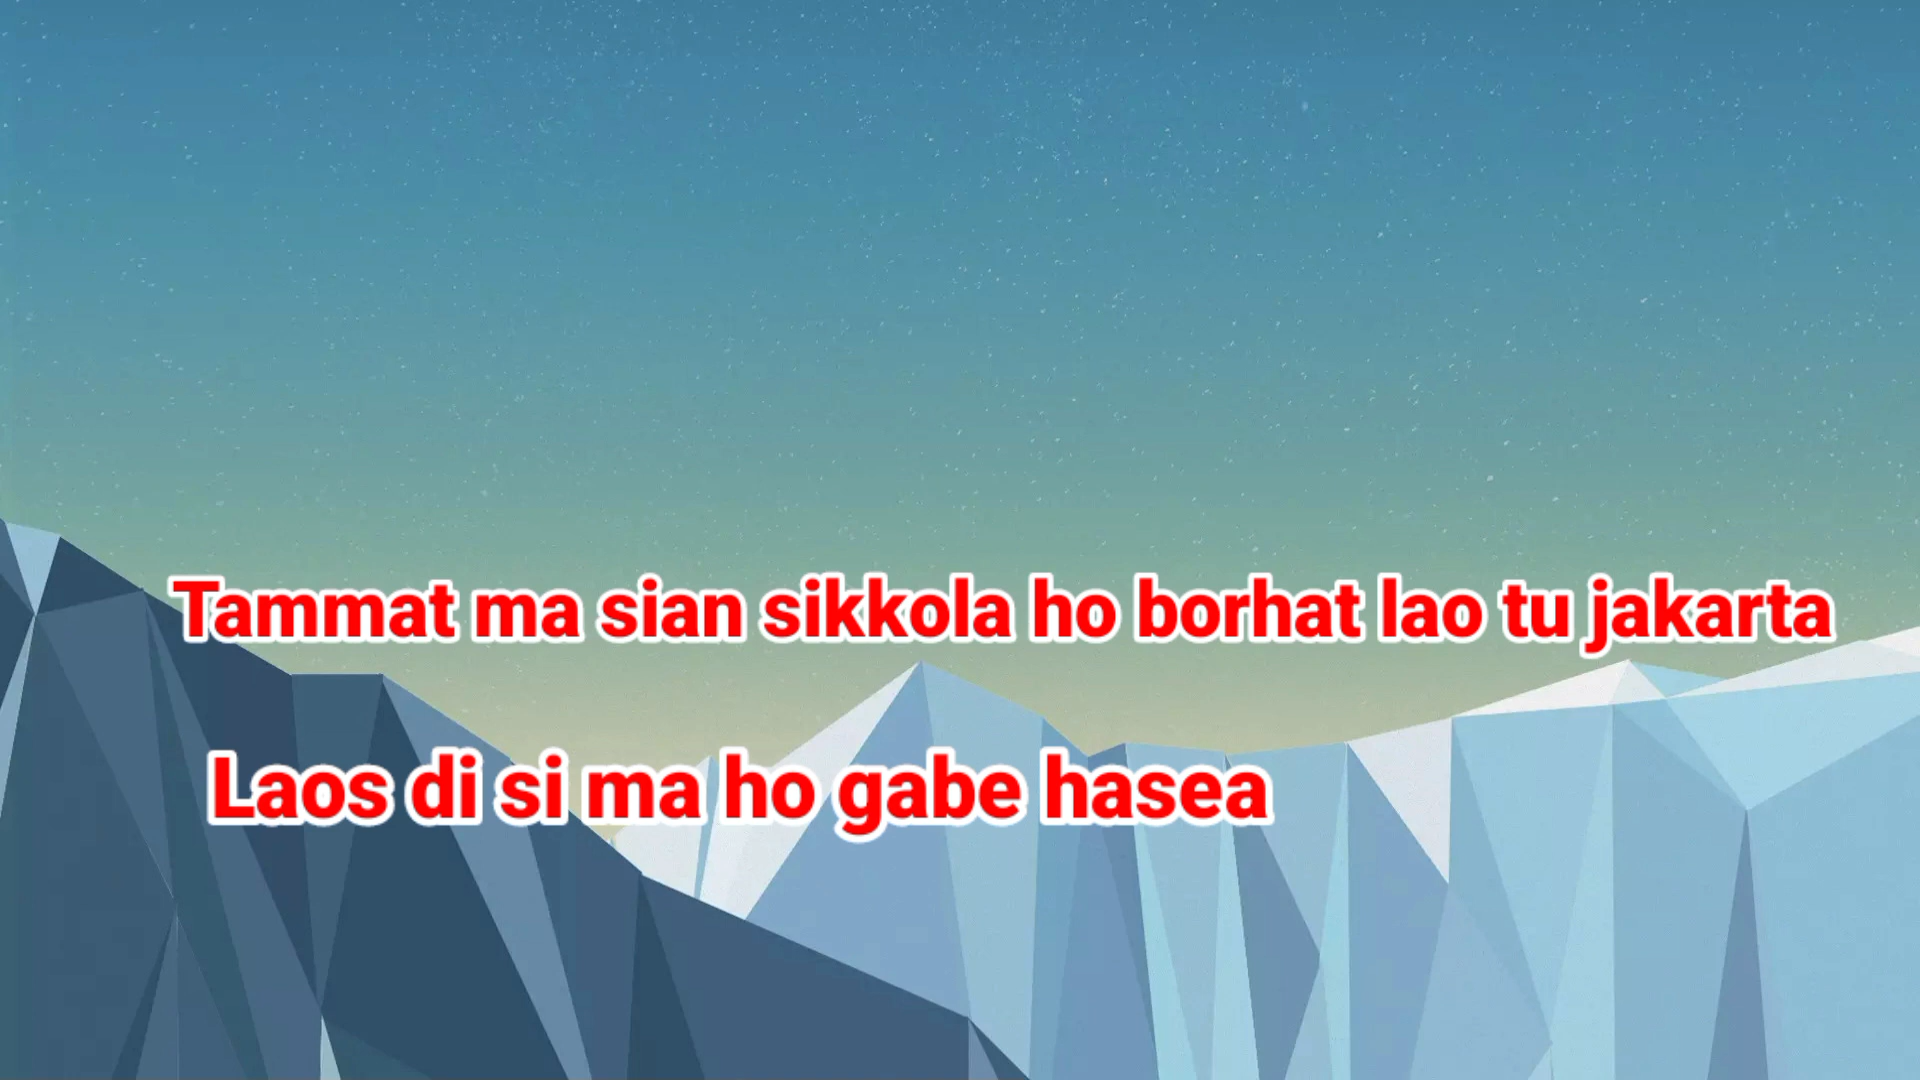 Tammat ma sian sikkola ho borhat lao tu jakarta
Laos di si ma ho gabe hasea